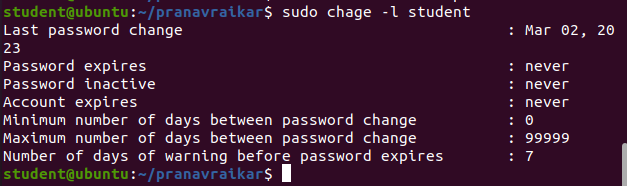 student@ubuntu:~/pranavraikar$ sudo chage -l student
Last password change : Mar 02, 20
23
Password expires : never
Password inactive : never
Account expires : never
Minimum number of days between password change : 0
Maximum number of days between password change : 99999
Number of days of warning before password expires : 7
student@ubuntu:~/pranavraikar$